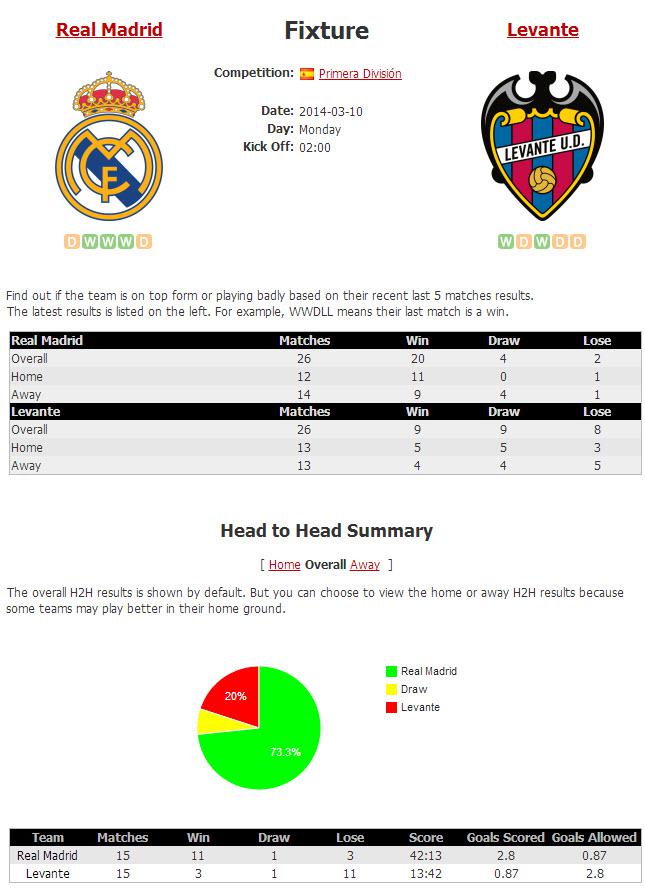 Real Madrid Fixture Levante
Competition: Primera División
Date: 2014-03-10
Day: Monday
Kick Off: 02:00
LEVANTE U.D.
D W W W D W D W D D
Find out if the team is on top form or playing badly based on their recent last 5 matches results.
The latest results is listed on the left. For example, WWDLL means their last match is a win.
Real Madrid Matches Win Draw Lose
Overall 26 20 4 2
Home 12 11 0 1
Away 14 9 4 1
Levante Matches Win Draw Lose
Overall 26 9 9 8
Home 13 5 5 3
Away 13 4 4 5
Head to Head Summary
[ Home Overall Away ]
The overall H2H results is shown by default. But you can choose to view the home or away H2H results because
some teams may play better in their home ground.
Real Madrid
Draw
Levante
20%
73.3%
Team Matches Win Draw Lose Score Goals Scored Goals Allowed
Real Madrid 15 11 1 3 42:13 2.8 0.87
Levante 15 3 1 11 13:42 0.87 2.8